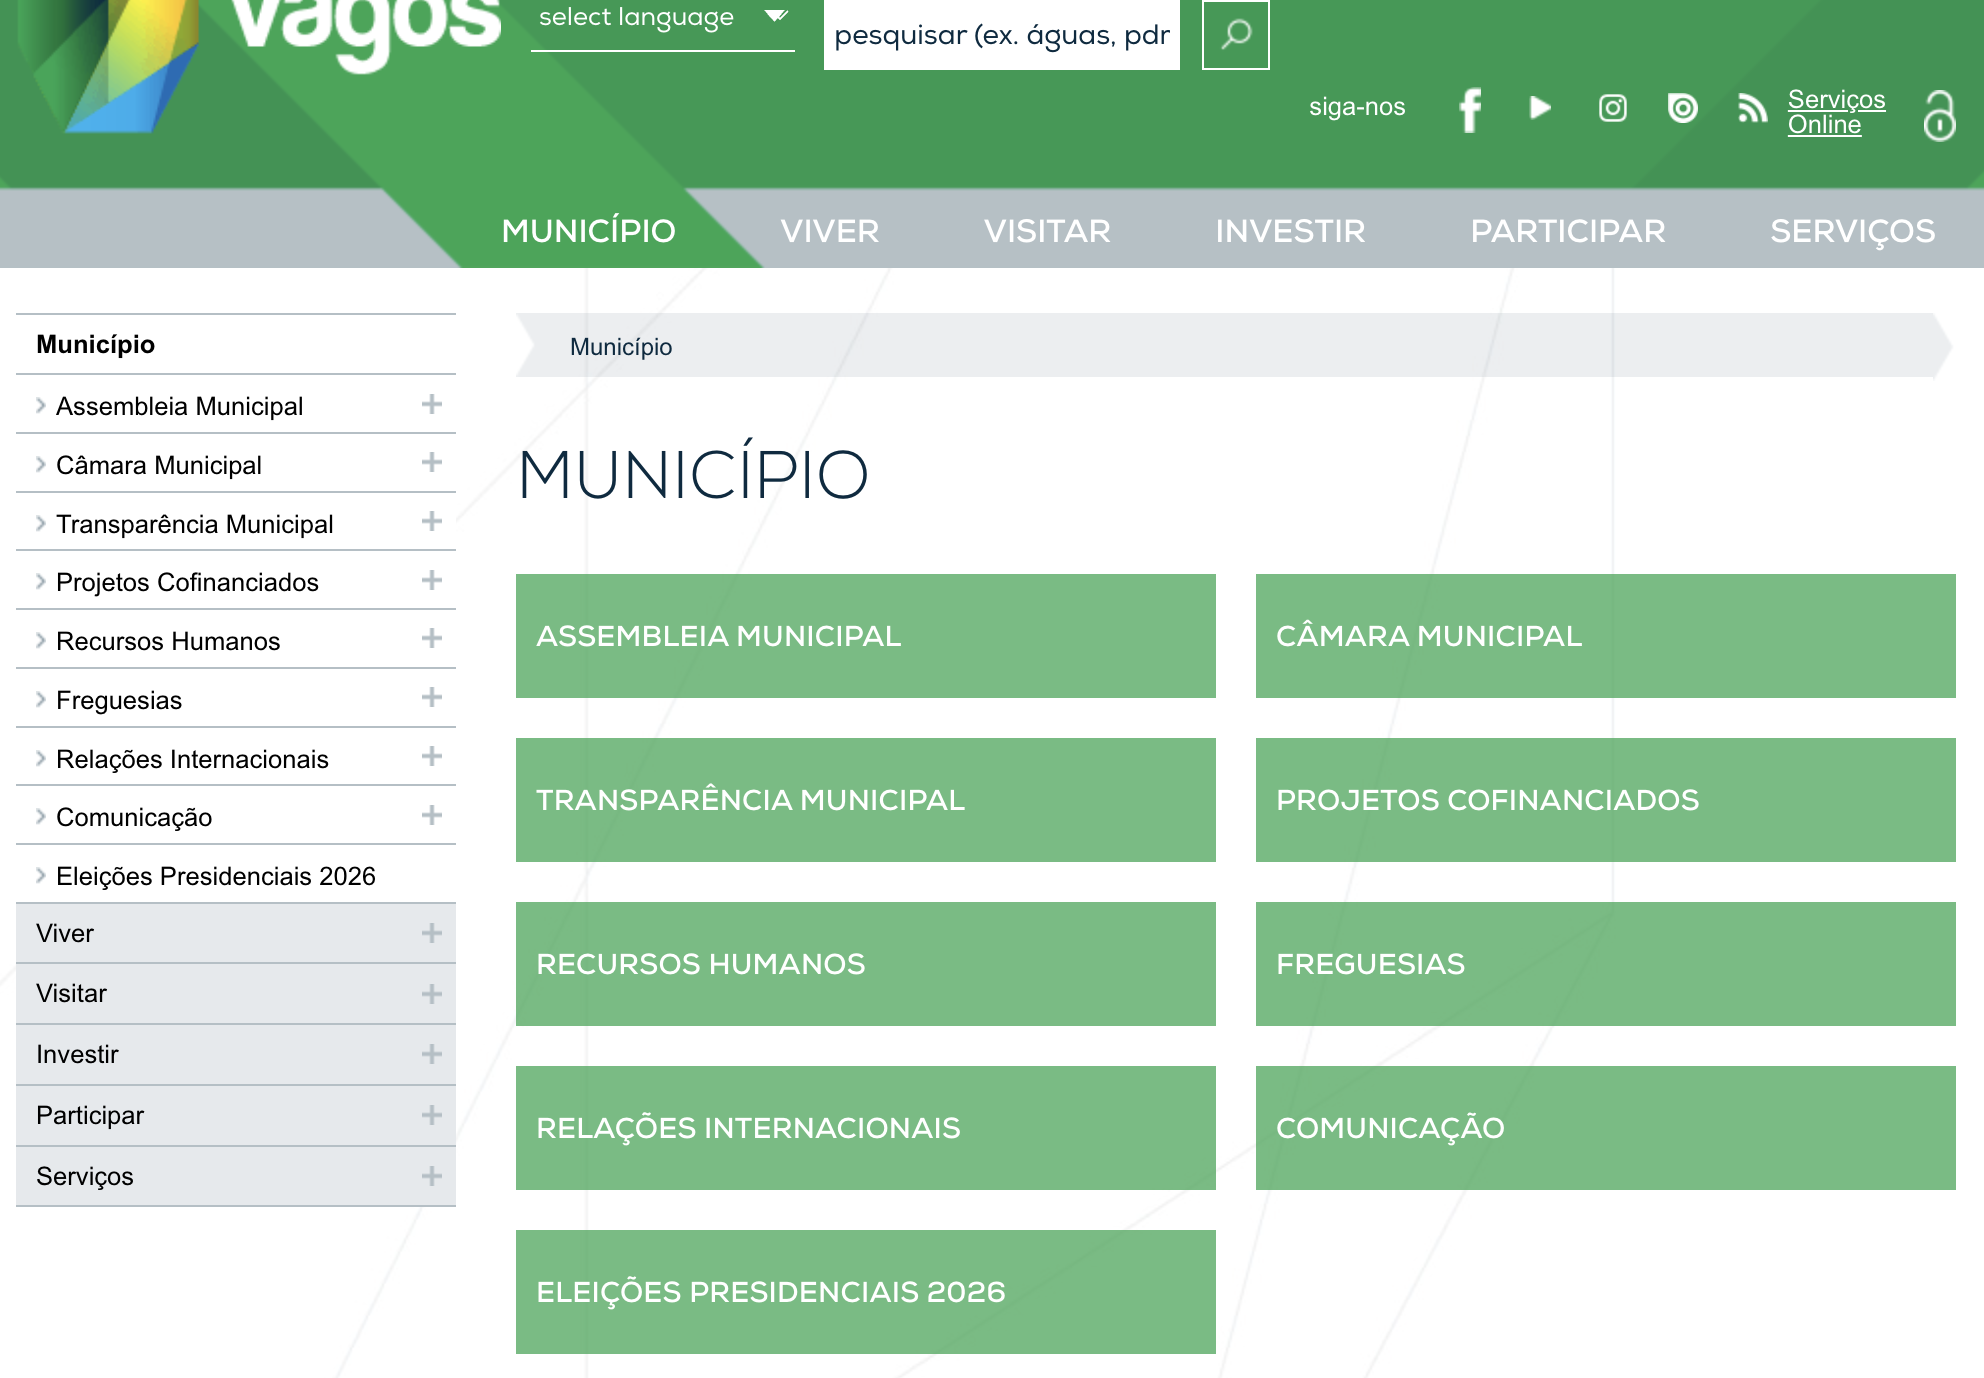 vagos
select language
pesquisar (ex. águas, pdr
siga-nos
Serviços
Online
MUNICÍPIO
VIVER
VISITAR
INVESTIR
PARTICIPAR
SERVIÇOS
Município
Assembleia Municipal
Câmara Municipal
Transparência Municipal
Projetos Cofinanciados
Recursos Humanos
Freguesias
Relações Internacionais
Comunicação
Eleições Presidenciais 2026
Viver
Visitar
Investir
Participar
Serviços
Município
MUNICÍPIO
ASSEMBLEIA MUNICIPAL
CÂMARA MUNICIPAL
TRANSPARÊNCIA MUNICIPAL
PROJETOS COFINANCIADOS
RECURSOS HUMANOS
FREGUESIAS
RELAÇÕES INTERNACIONAIS
COMUNICAÇÃO
ELEIÇÕES PRESIDENCIAIS 2026